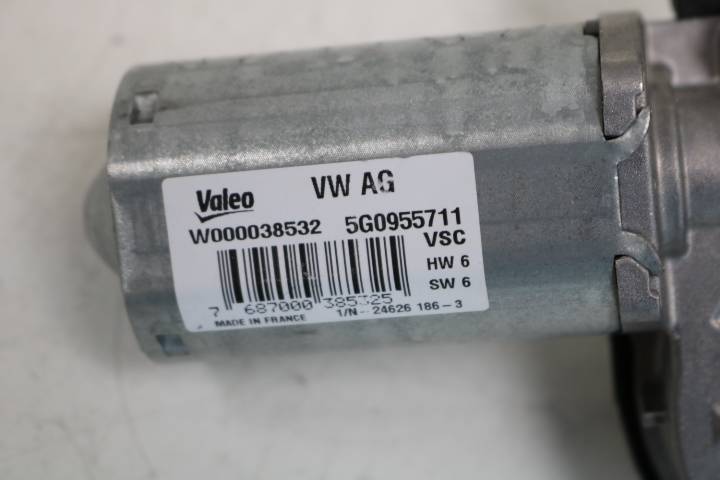 Valeo VW AG
W000038532 5G0955711
VSC
HW 6
SW 6
7 687000 385325
MADE IN FRANCE 1/N-- 24626 186-3